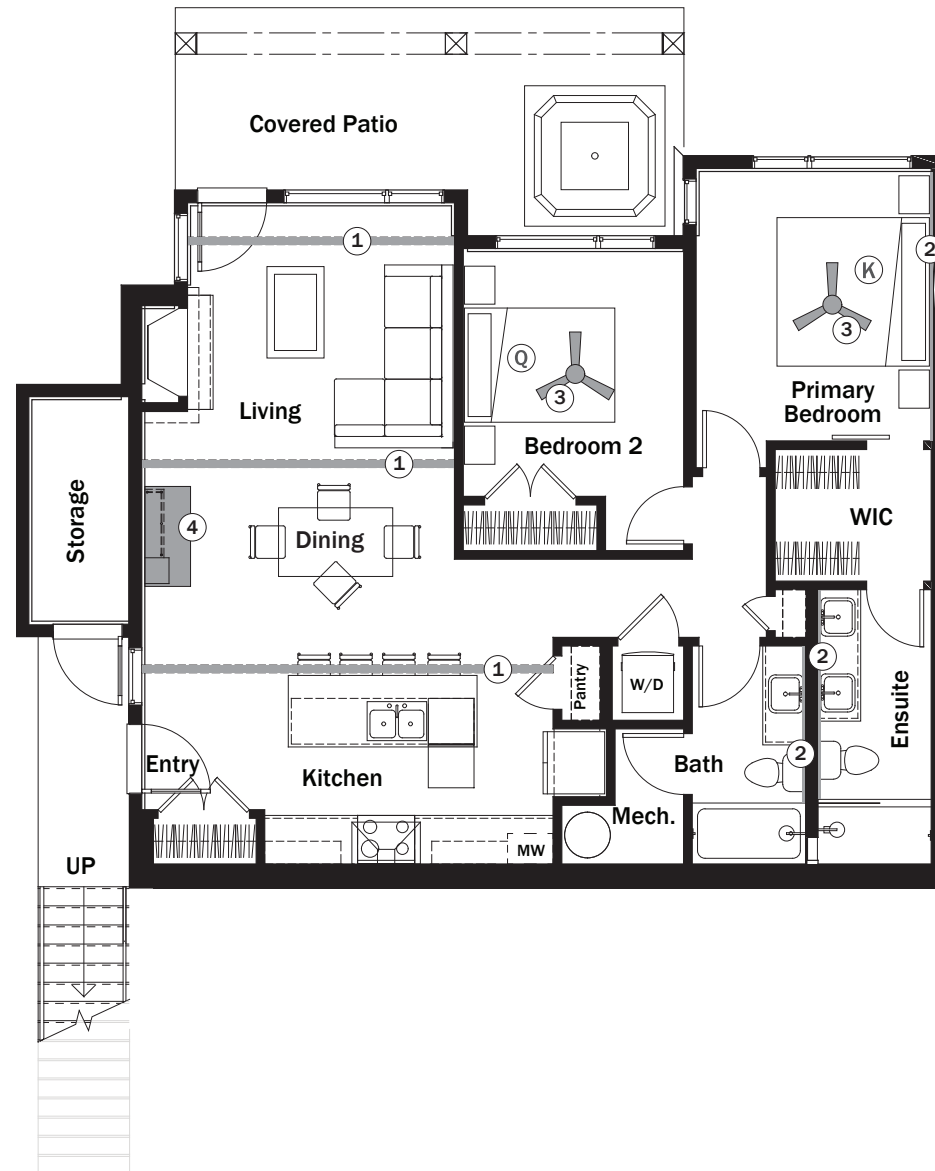 Covered Patio
1
2
K
3
Q
3
Primary
Bedroom
Living
Bedroom 2
1
WIC
Storage
4
Dining
2
1
Pantry
W/D
Ensuite
2
Entry
Kitchen
Bath
Mech.
MW
UP